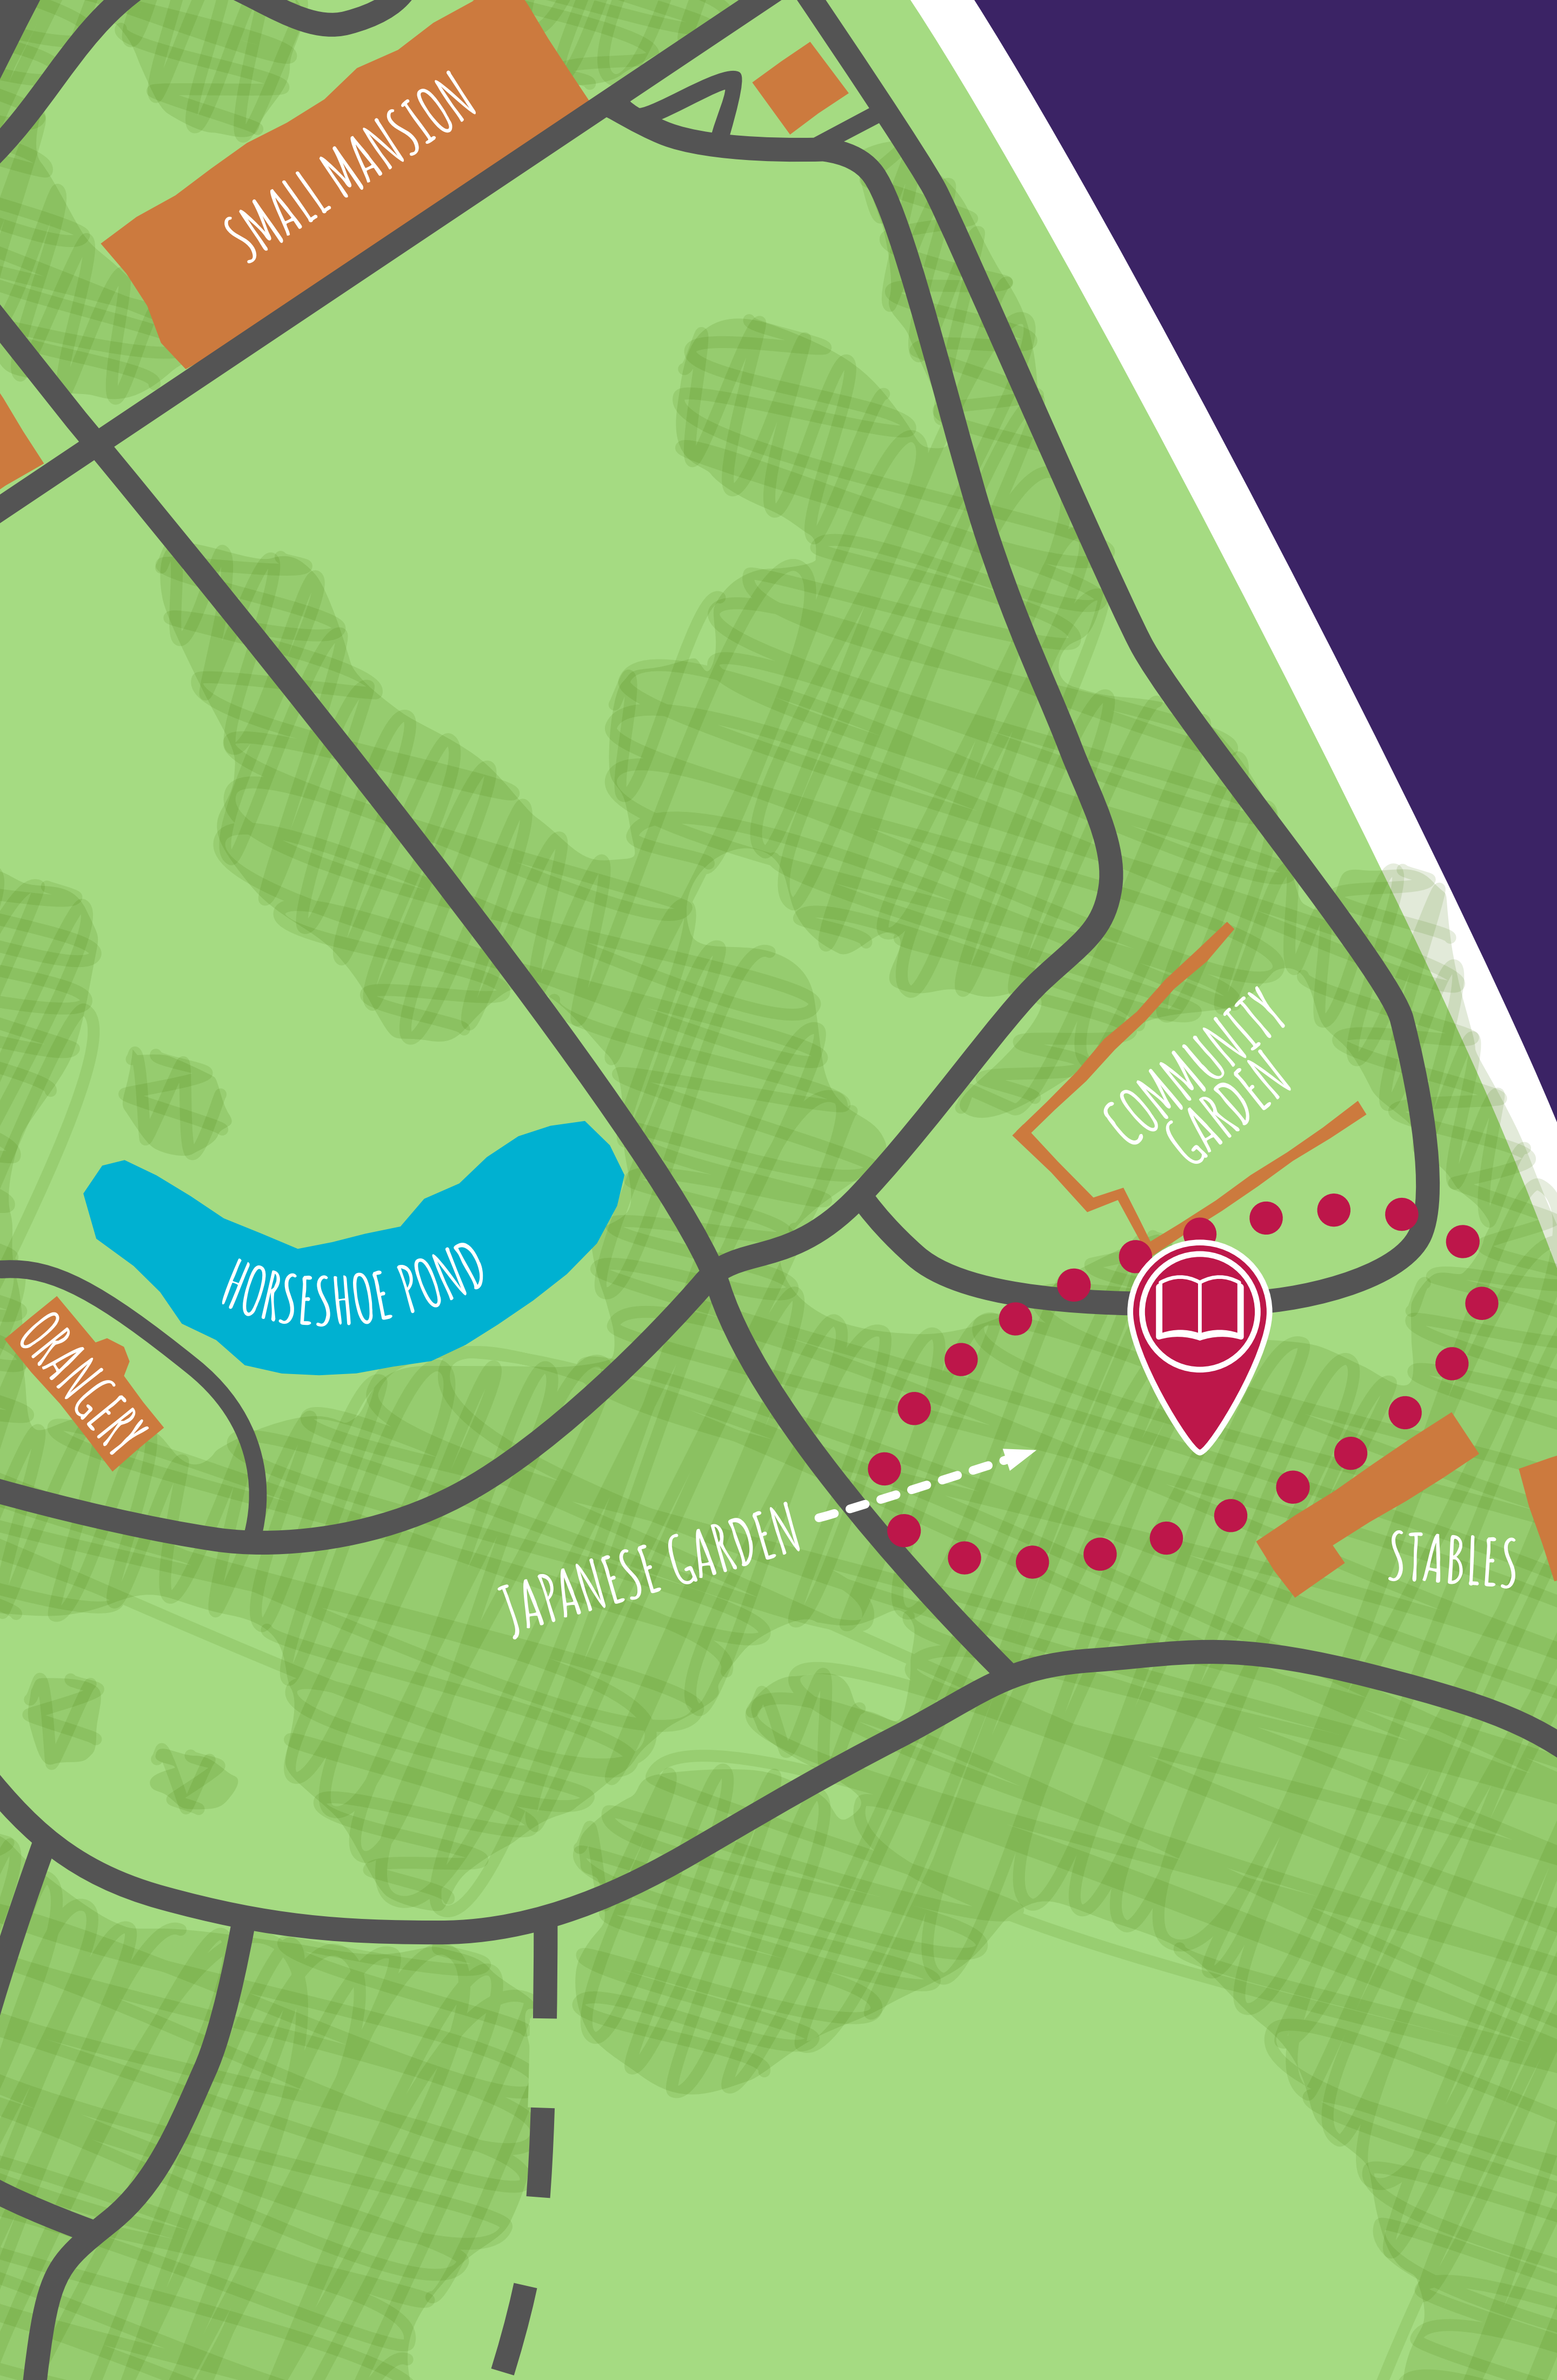 SMALL MANSION
COMMUNITY
GARDEN
HORSESHOE POND
ORANGERY
JAPANESE GARDEN
STABLES